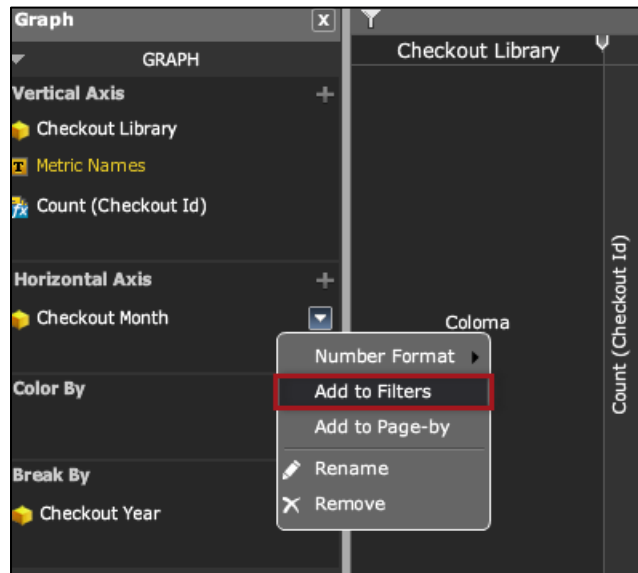 Graph
GRAPH
Vertical Axis
Checkout Library
Metric Names
Count (Checkout Id)
Horizontal Axis
Checkout Month
Color By
Break By
Checkout Year
Number Format
Add to Filters
Add to Page-by
Rename
Remove
Checkout Library
Coloma
Count (Checkout Id)